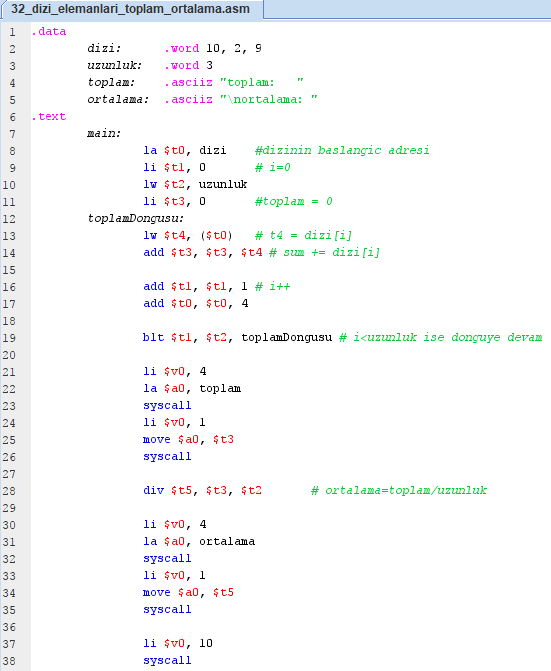 32_dizi_elemanlari_toplam_ortalama.asm
1 .data
2 dizi: .word 10, 2, 9
3 uzunluk: .word 3
4 toplam: .asciiz "toplam:   "
5 ortalama: .asciiz "\nortalama: "
6 .text
7 main:
8 la $t0, dizi #dizinin baslangic adresi
9 li $t1, 0 # i=0
10 lw $t2, uzunluk
11 li $t3, 0 #toplam = 0
12 toplamDongusu:
13 lw $t4, ($t0) # t4 = dizi[i]
14 add $t3, $t3, $t4 # sum += dizi[i]
15
16 add $t1, $t1, 1 # i++
17 add $t0, $t0, 4
18
19 blt $t1, $t2, toplamDongusu # i<uzunluk ise donguye devam
20
21 li $v0, 4
22 la $a0, toplam
23 syscall
24 li $v0, 1
25 move $a0, $t3
26 syscall
27
28 div $t5, $t3, $t2 # ortalama=toplam/uzunluk
29
30 li $v0, 4
31 la $a0, ortalama
32 syscall
33 li $v0, 1
34 move $a0, $t5
35 syscall
36
37 li $v0, 10
38 syscall